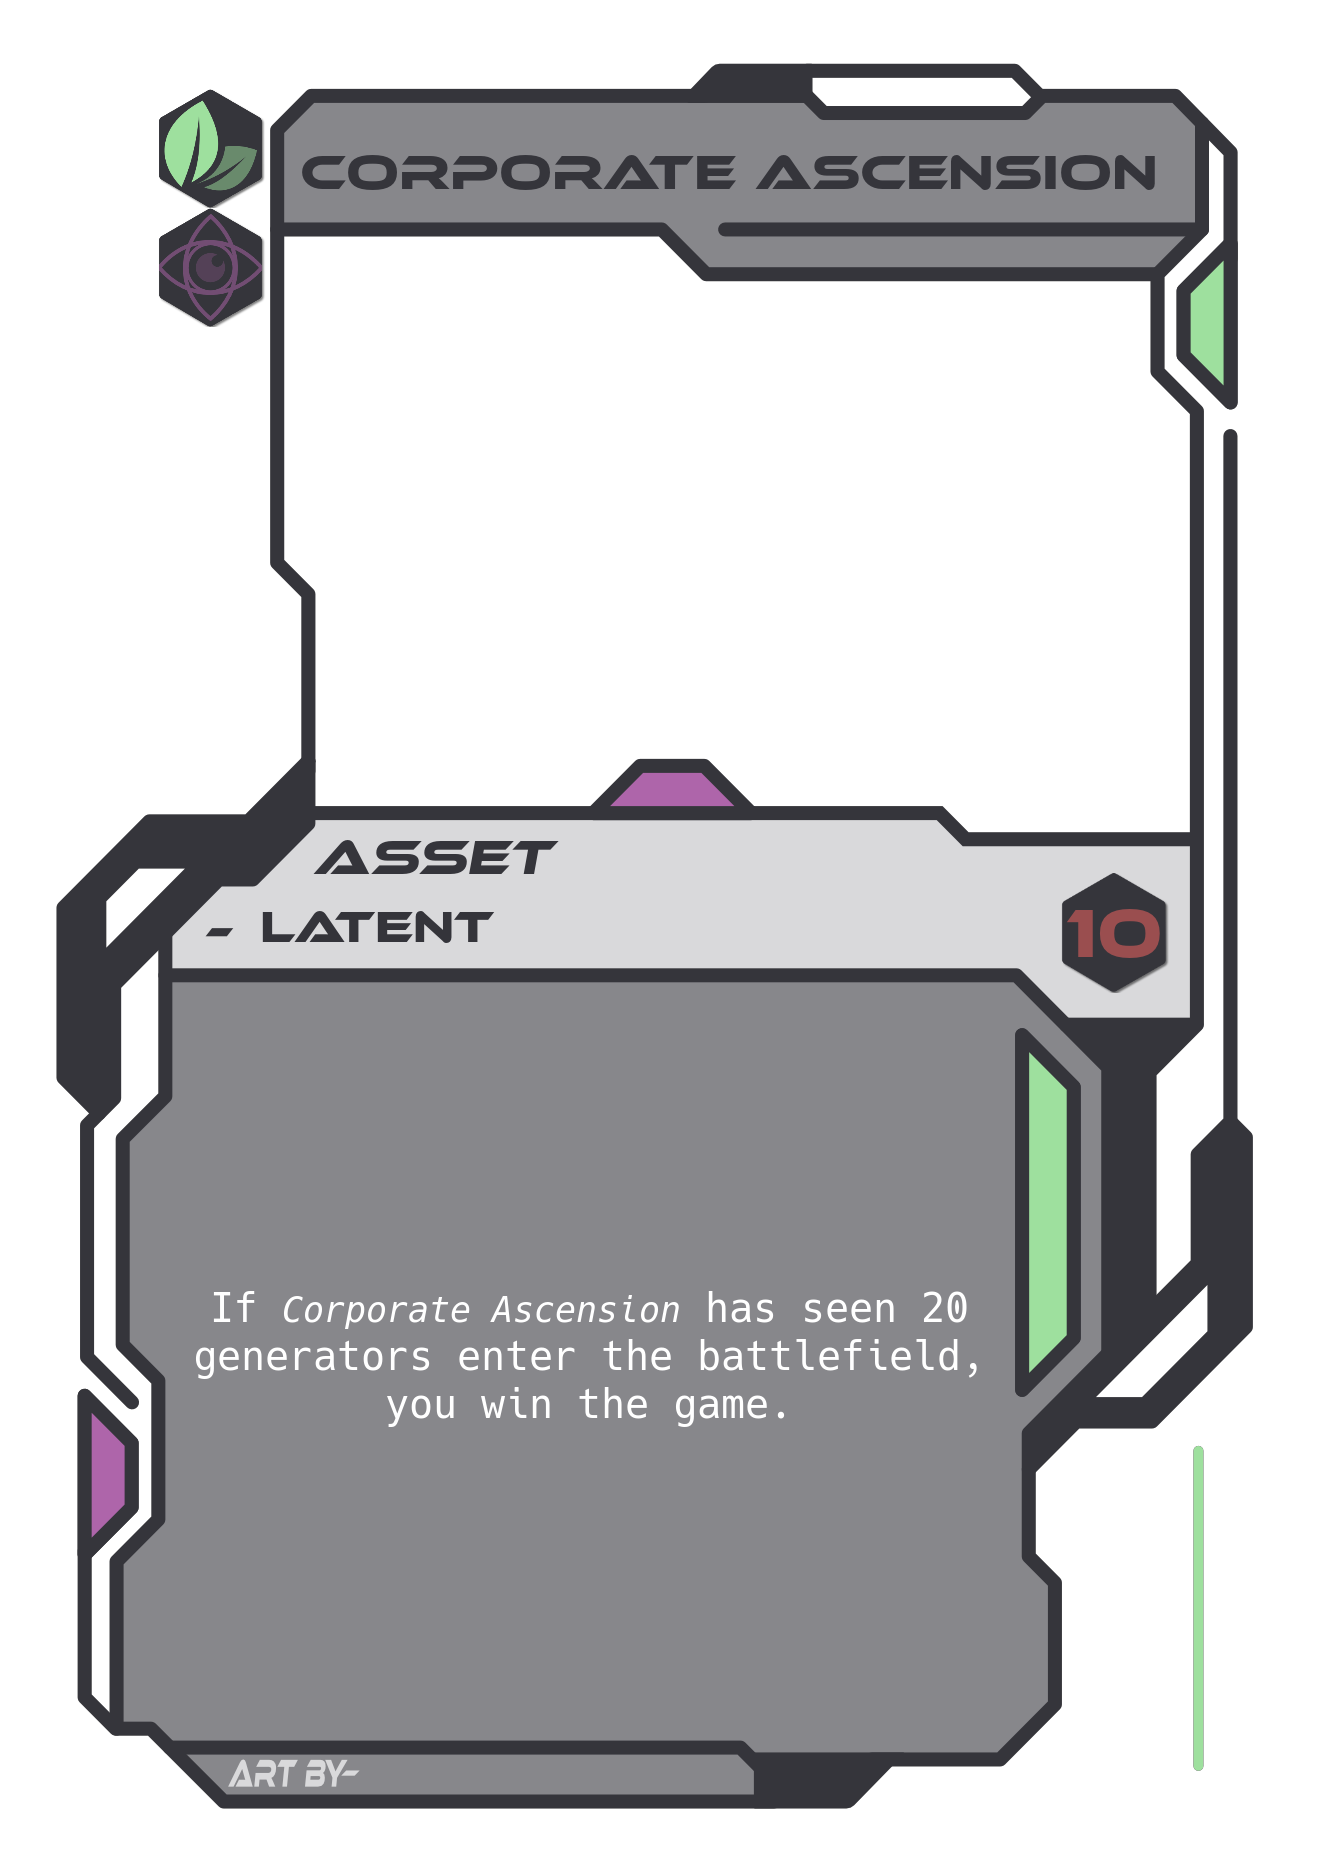 CORPORATE ASCENSION
ASSET
- LATENT
10
If Corporate Ascension has seen 20
generators enter the battlefield,
you win the game.
ART BY-